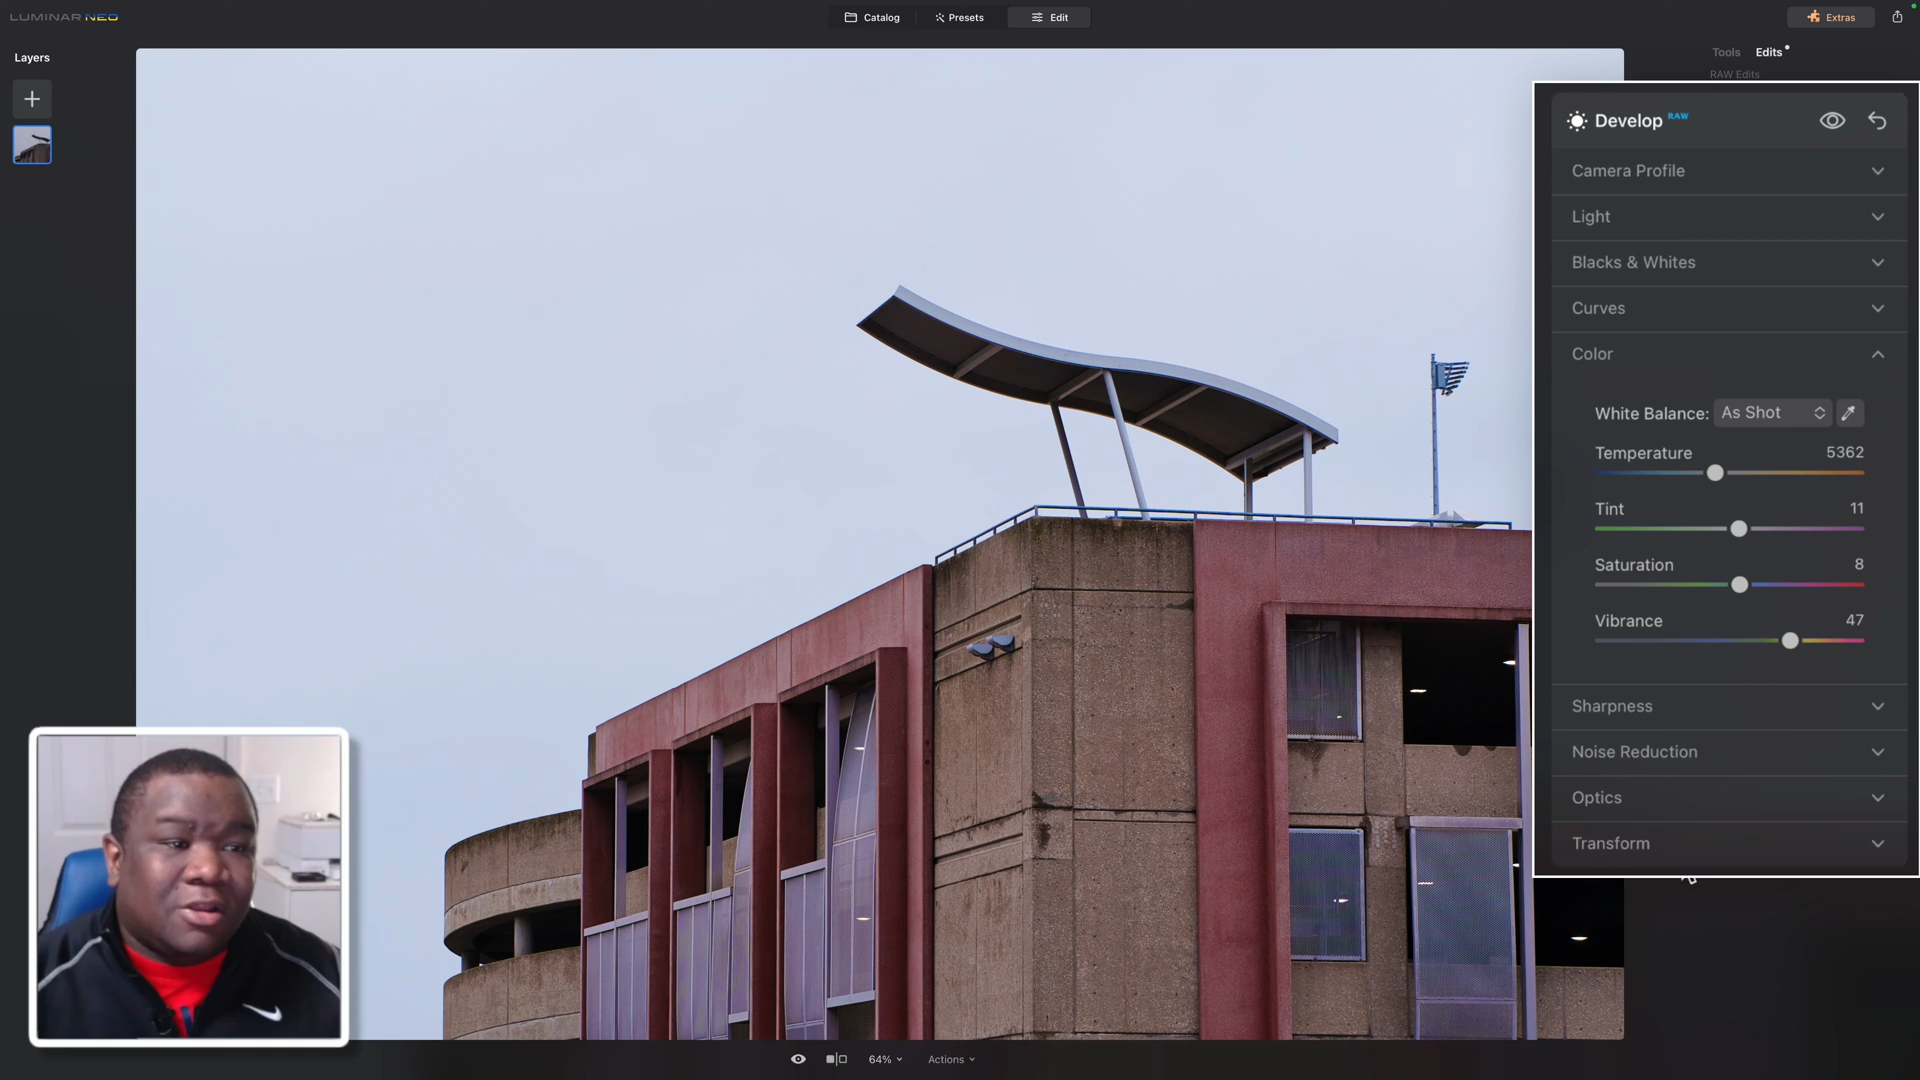 LUMINAR NEO
Catalog
Presets
Edit
Extras
Layers
Tools
Edits
RAW Edits
Develop RAW
Camera Profile
Light
Blacks & Whites
Curves
Color
White Balance: As Shot
Temperature 5362
Tint 11
Saturation 8
Vibrance 47
Sharpness
Noise Reduction
Optics
Transform
64%
Actions